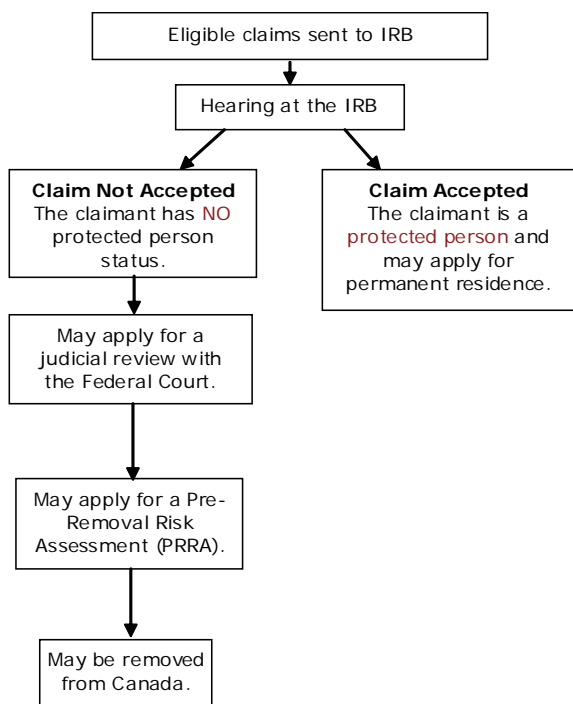 Eligible claims sent to IRB
Hearing at the IRB
Claim Not Accepted
The claimant has NO
protected person
status.
Claim Accepted
The claimant is a
protected person and
may apply for
permanent residence.
May apply for a
judicial review with
the Federal Court.
May apply for a Pre-
Removal Risk
Assessment (PRRA).
May be removed
from Canada.